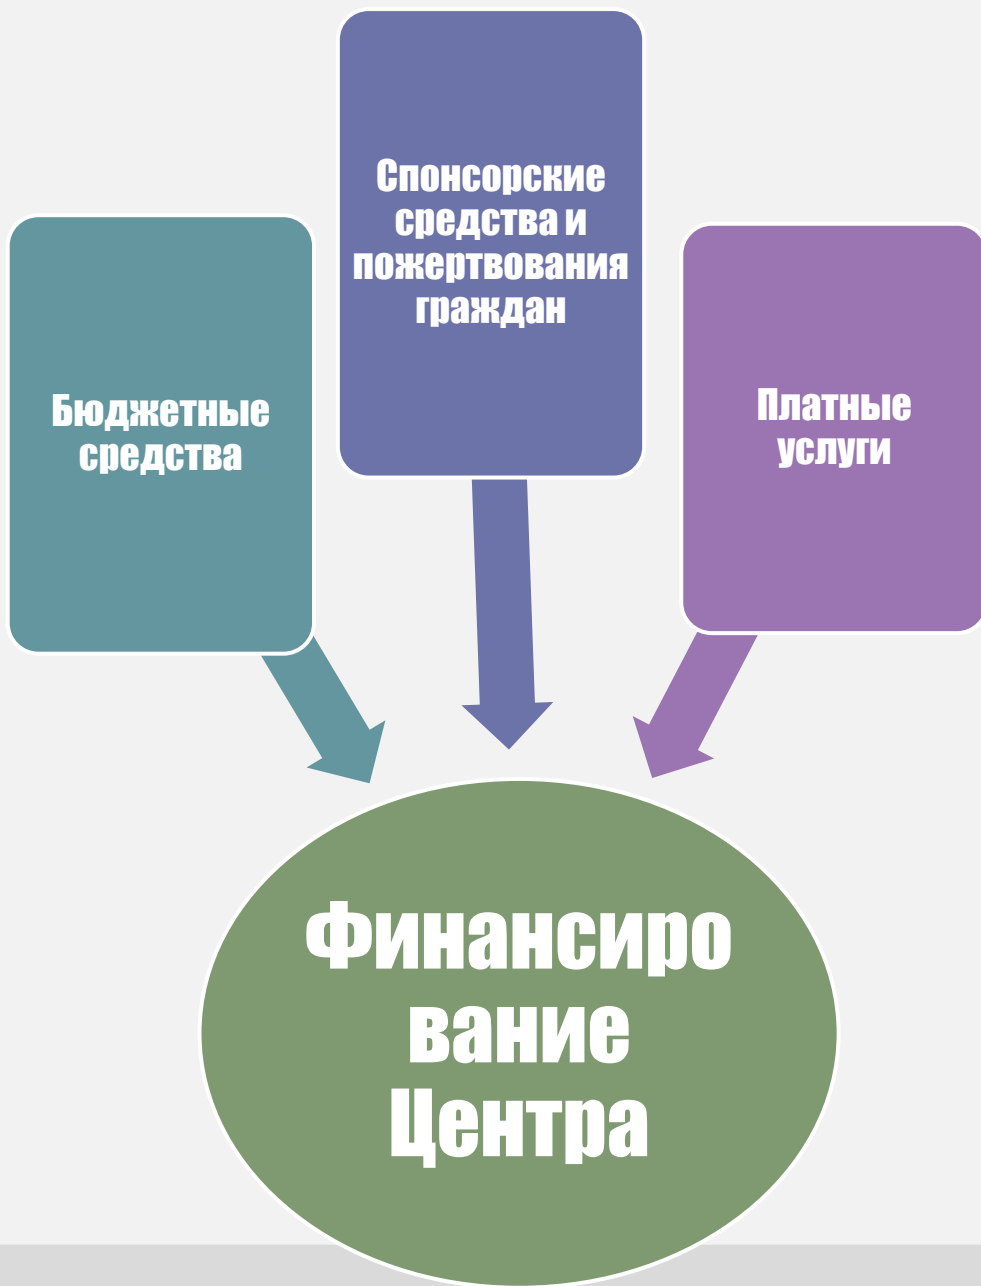 Спонсорские
средства и
пожертвования
граждан
Бюджетные
средства
Платные
услуги
Финансиро
вание
Центра